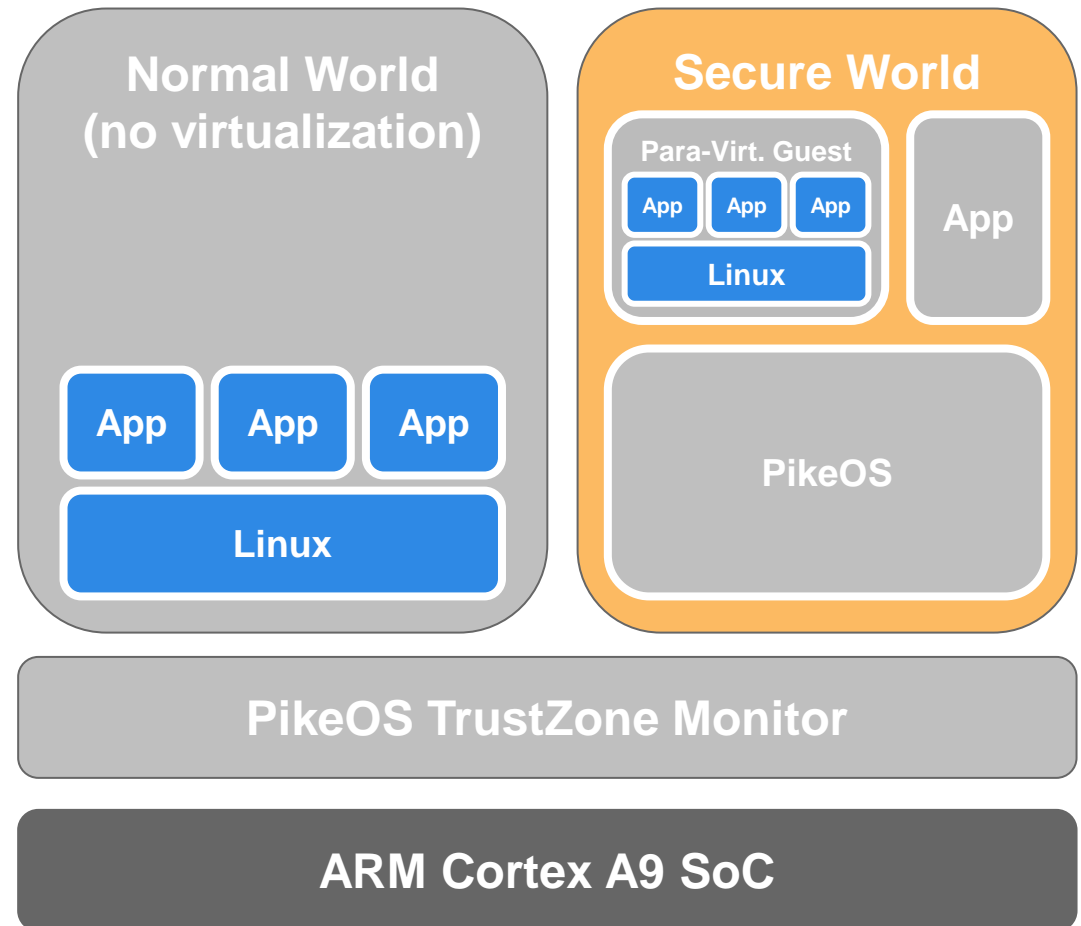 Normal World
(no virtualization)
App
App
App
Linux
Secure World
Para-Virt. Guest
App
App
App
Linux
App
PikeOS
PikeOS TrustZone Monitor
ARM Cortex A9 SoC